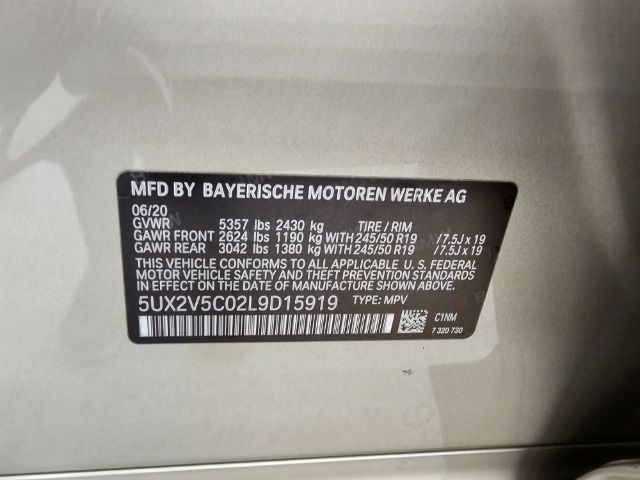 MFD BY BAYERISCHE MOTOREN WERKE AG
06/20
GVWR 5357 lbs 2430 kg TIRE / RIM
GAWR FRONT 2624 lbs 1190 kg WITH 245/50 R19 /7.5J x 19
GAWR REAR 3042 lbs 1380 kg WITH 245/50 R19 /7.5J x 19
THIS VEHICLE CONFORMS TO ALL APPLICABLE U. S. FEDERAL
MOTOR VEHICLE SAFETY AND THEFT PREVENTION STANDARDS
IN EFFECT ON THE DATE OF MANUFACTURE SHOWN ABOVE.
5UX2V5C02L9D15919 TYPE: MPV
C1NM
7 320 730